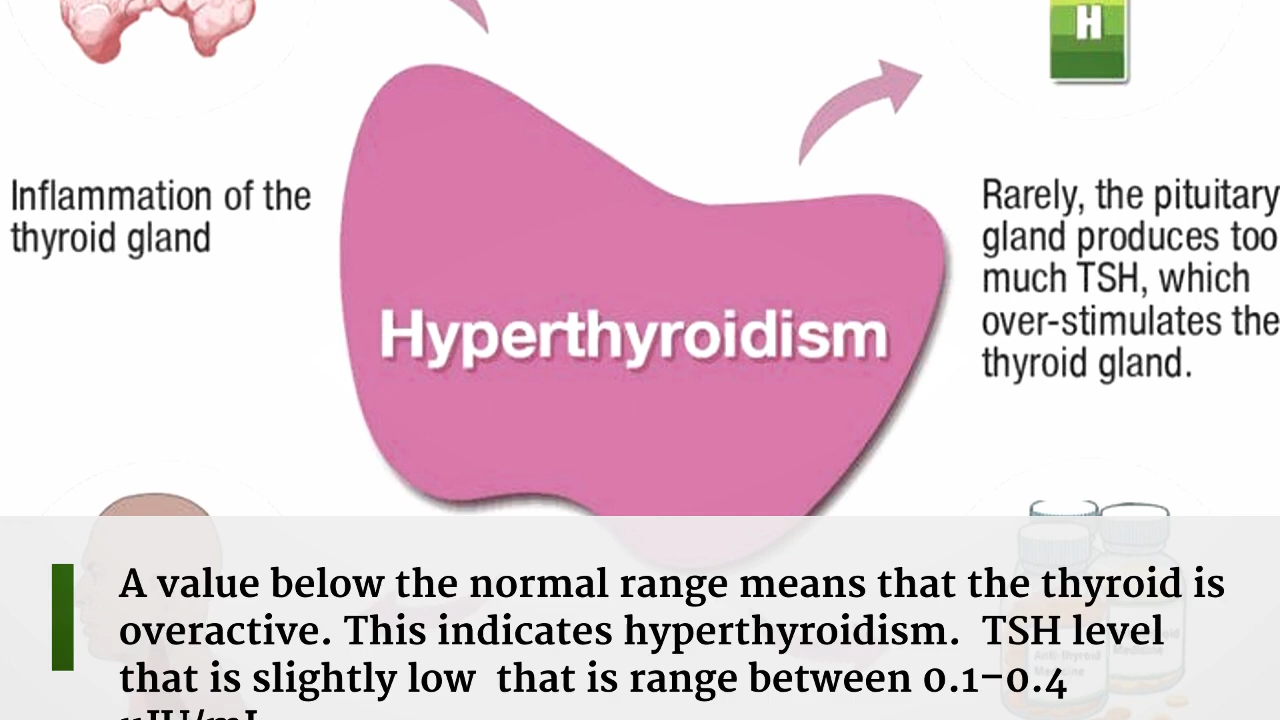 H
Inflammation of the
thyroid gland
Rarely, the pituitary
gland produces too
much TSH, which
over-stimulates the
thyroid gland.
Hyperthyroidism
A value below the normal range means that the thyroid is
overactive. This indicates hyperthyroidism. TSH level
that is slightly low that is range between 0.1–0.4